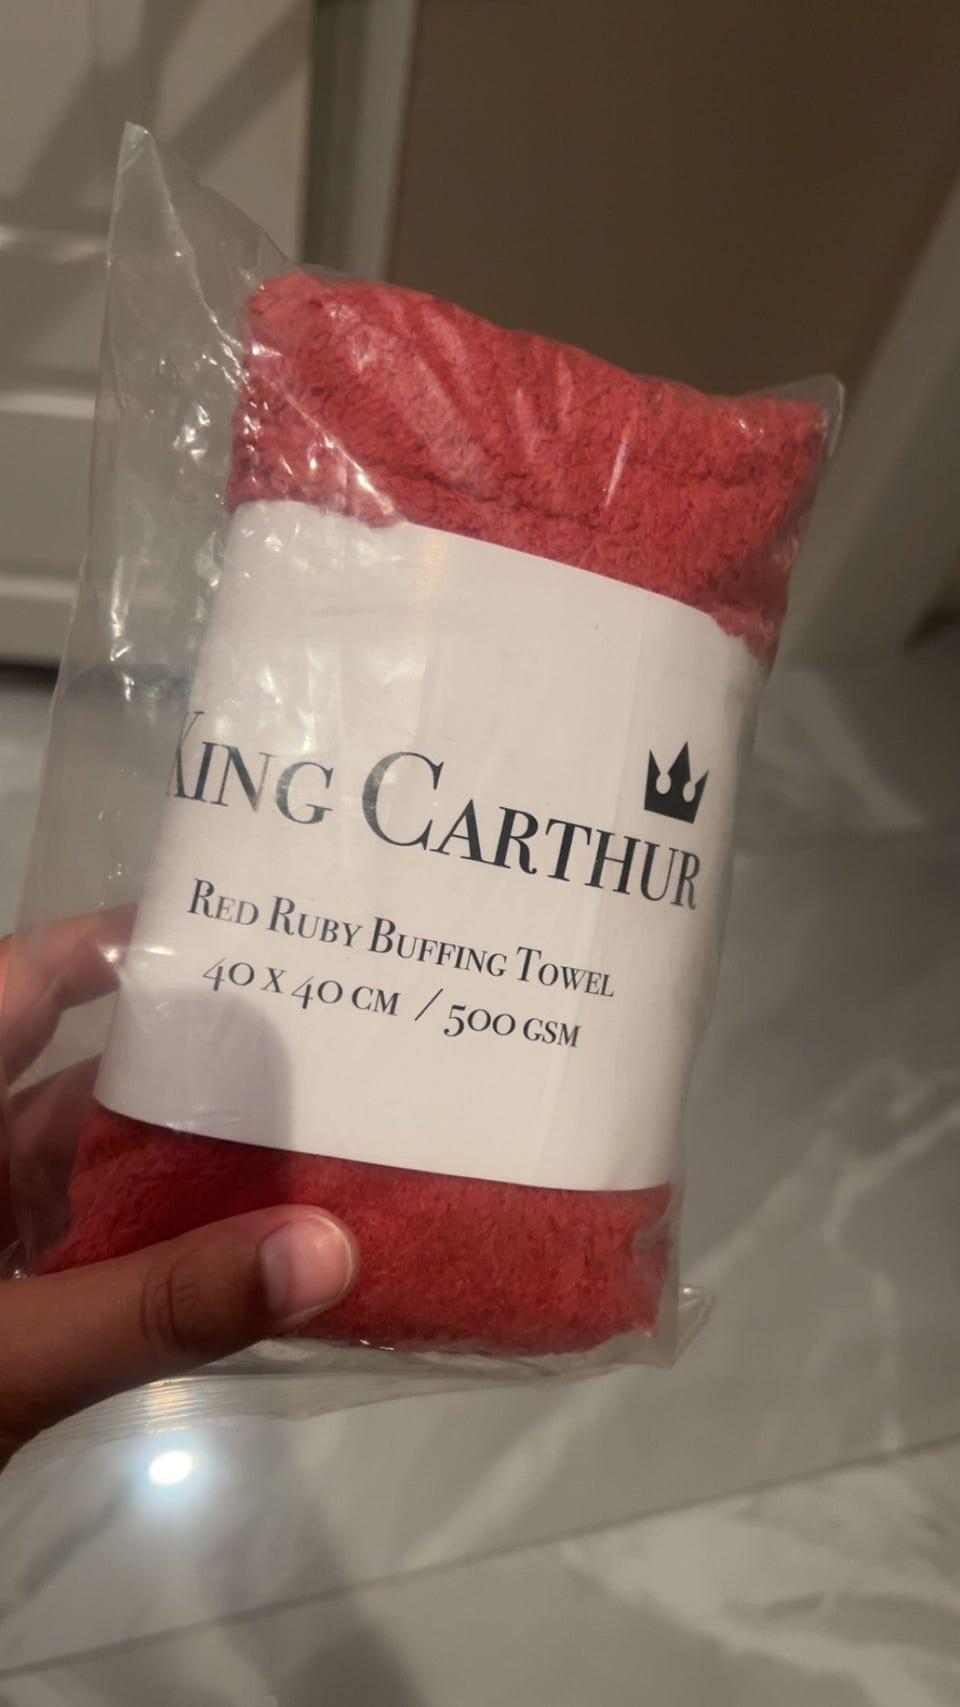 King Carthur
Red Ruby Buffing Towel
40 x 40 cm / 500 gsm